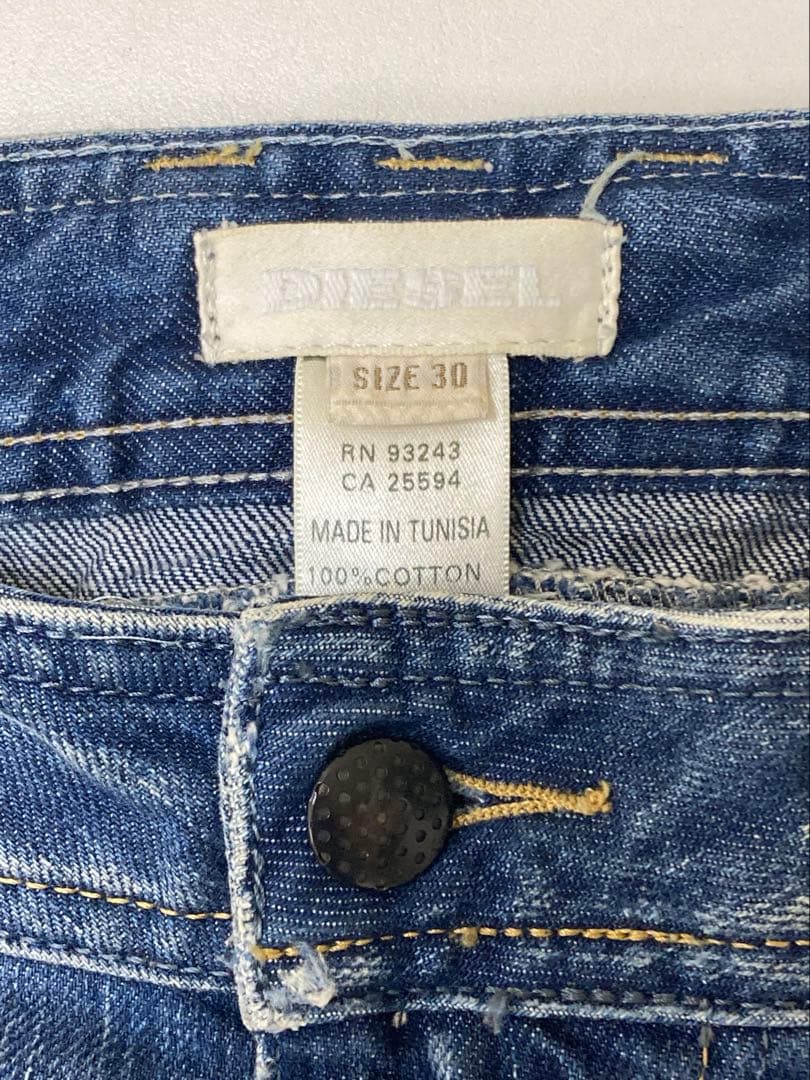 DIESEL
SIZE 30
RN 93243
CA 25594
MADE IN TUNISIA
100%COTTON